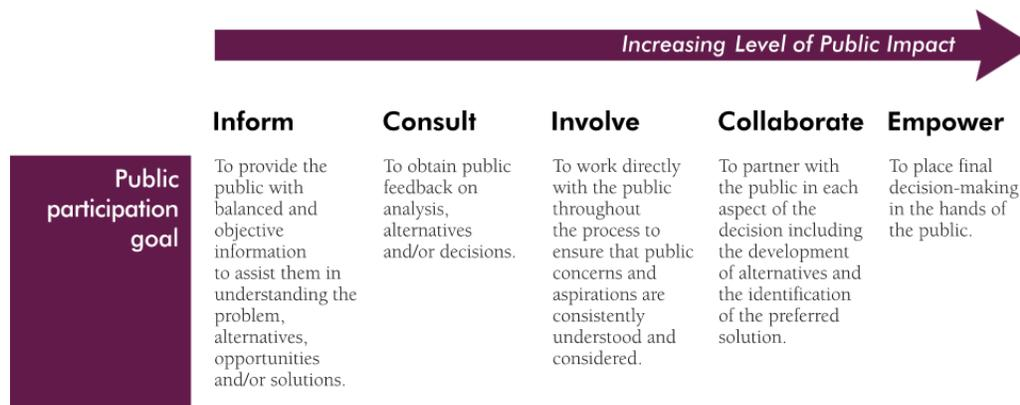 Increasing Level of Public Impact
Inform
Consult
Involve
Collaborate
Empower
Public
participation
goal
To provide the
public with
balanced and
objective
information
to assist them in
understanding the
problem,
alternatives,
opportunities
and/or solutions.
To obtain public
feedback on
analysis,
alternatives
and/or decisions.
To work directly
with the public
throughout
the process to
ensure that public
concerns and
aspirations are
consistently
understood and
considered.
To partner with
the public in each
aspect of the
decision including
the development
of alternatives and
the identification
of the preferred
solution.
To place final
decision-making
in the hands of
the public.